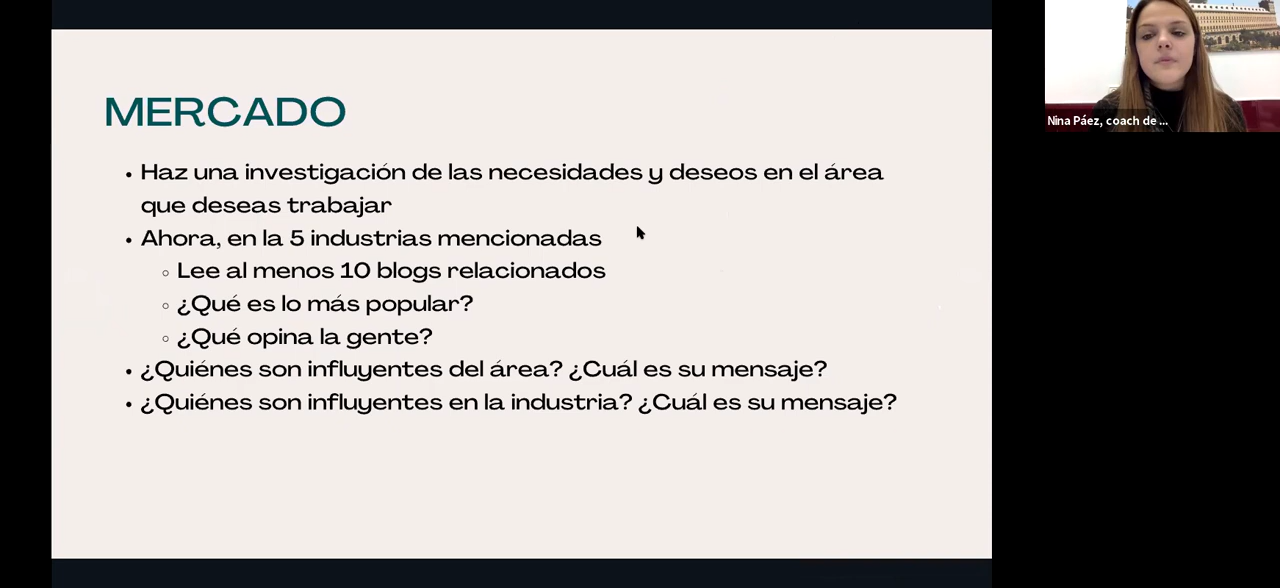 MERCADO
• Haz una investigación de las necesidades y deseos en el área
que deseas trabajar
• Ahora, en la 5 industrias mencionadas
◦ Lee al menos 10 blogs relacionados
◦ ¿Qué es lo más popular?
◦ ¿Qué opina la gente?
• ¿Quiénes son influyentes del área? ¿Cuál es su mensaje?
• ¿Quiénes son influyentes en la industria? ¿Cuál es su mensaje?
Nina Páez, coach de ...